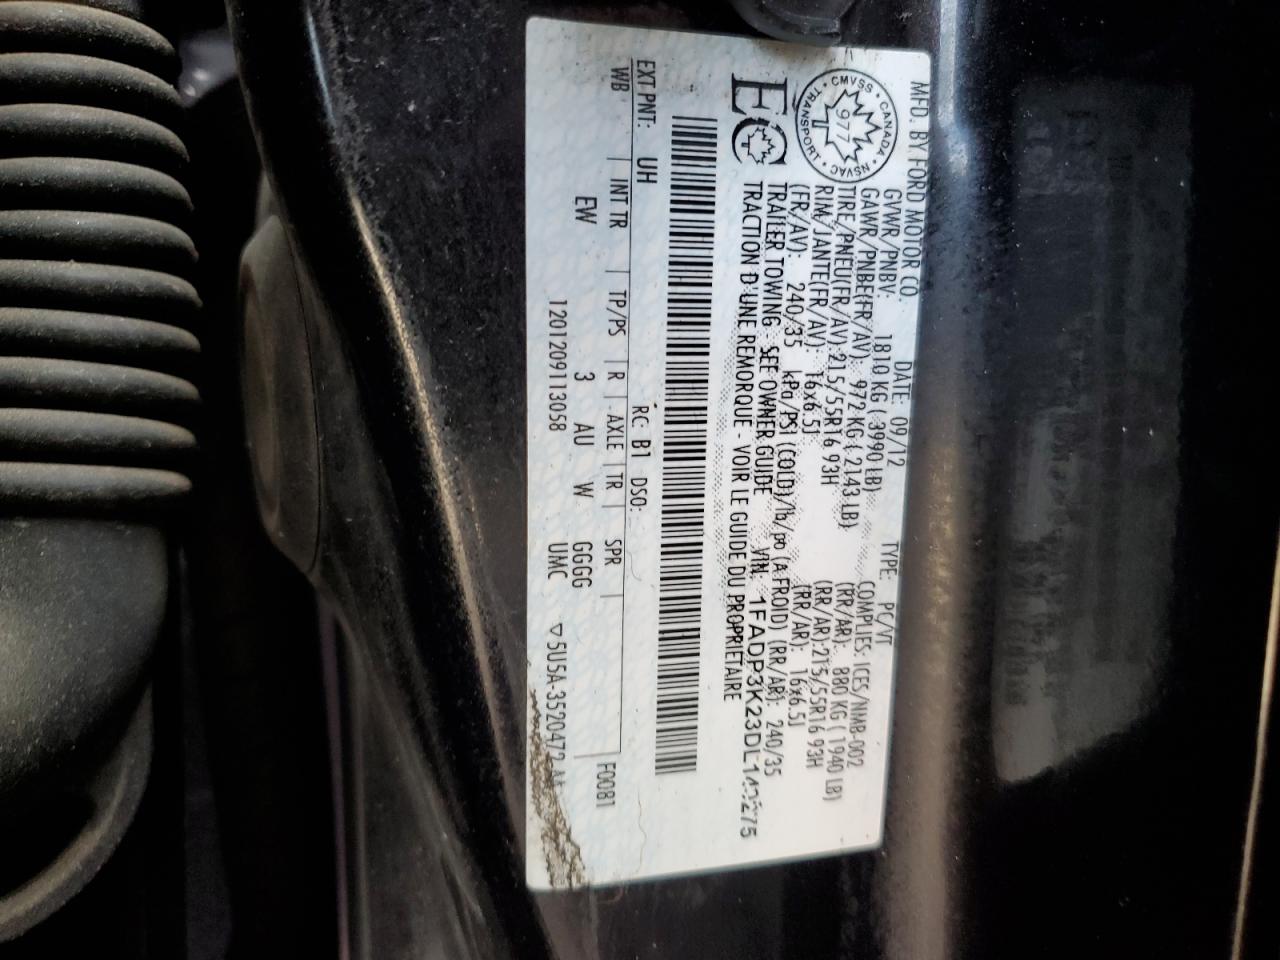 MFD. BY FORD MOTOR CO.
DATE: 09/12 TYPE: PC/VT
GVWR/PNBV: 1810 KG ( 3990 LB) COMPLIES: ICES/NMB-002
GAWR/PNBE(FR/AV): 972 KG ( 2143 LB) (RR/AR): 880 KG ( 1940 LB)
TIRE/PNEU(FR/AV):215/55R16 93H (RR/AR):215/55R16 93H
RIM/JANTE(FR/AV): 16x6.5J (RR/AR): 16x6.5J
(FR/AV): 240/35 kPa/PSI(COLD)/lb/po(A FROID) (RR/AR): 240/35
TRAILER TOWING - SEE OWNER GUIDE VIN:
TRACTION D'UNE REMORQUE - VOIR LE GUIDE DU PROPRIETAIRE
CMVSS • CANADA • NSVAC • TRANSPORT •
977
EC
EXT PNT: UH RC: B1 DSO:
WB INT TR TP/PS R AXLE TR SPR F0081
EW 3 AU W GGGG
120120911305B UMC 5U5A-3520472